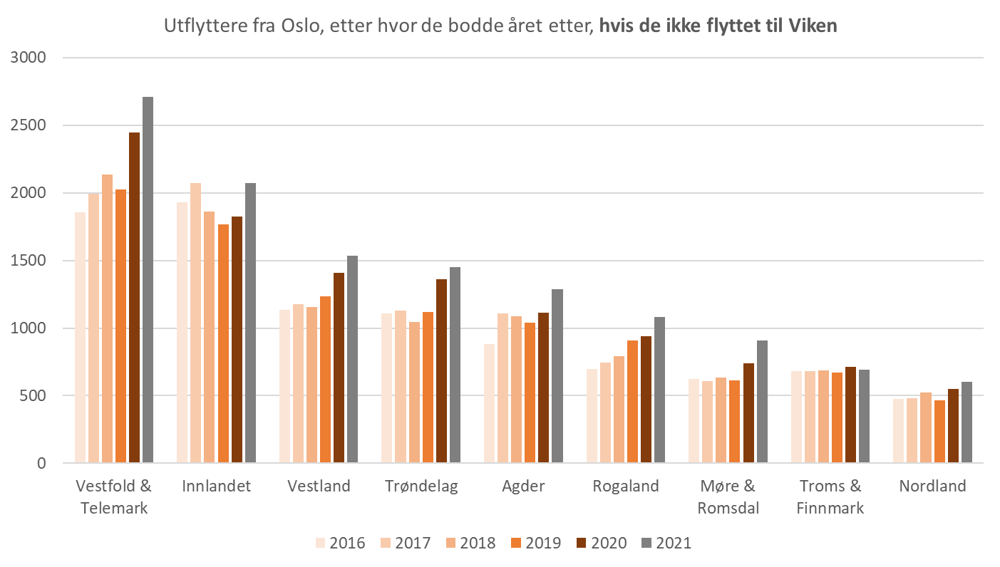 Utflyttere fra Oslo, etter hvor de bodde året etter, hvis de ikke flyttet til Viken
3000
2500
2000
1500
1000
500
0
Vestfold &
Telemark
Innlandet
Vestland
Trøndelag
Agder
Rogaland
Møre &
Romsdal
Troms &
Finnmark
Nordland
2016 2017 2018 2019 2020 2021